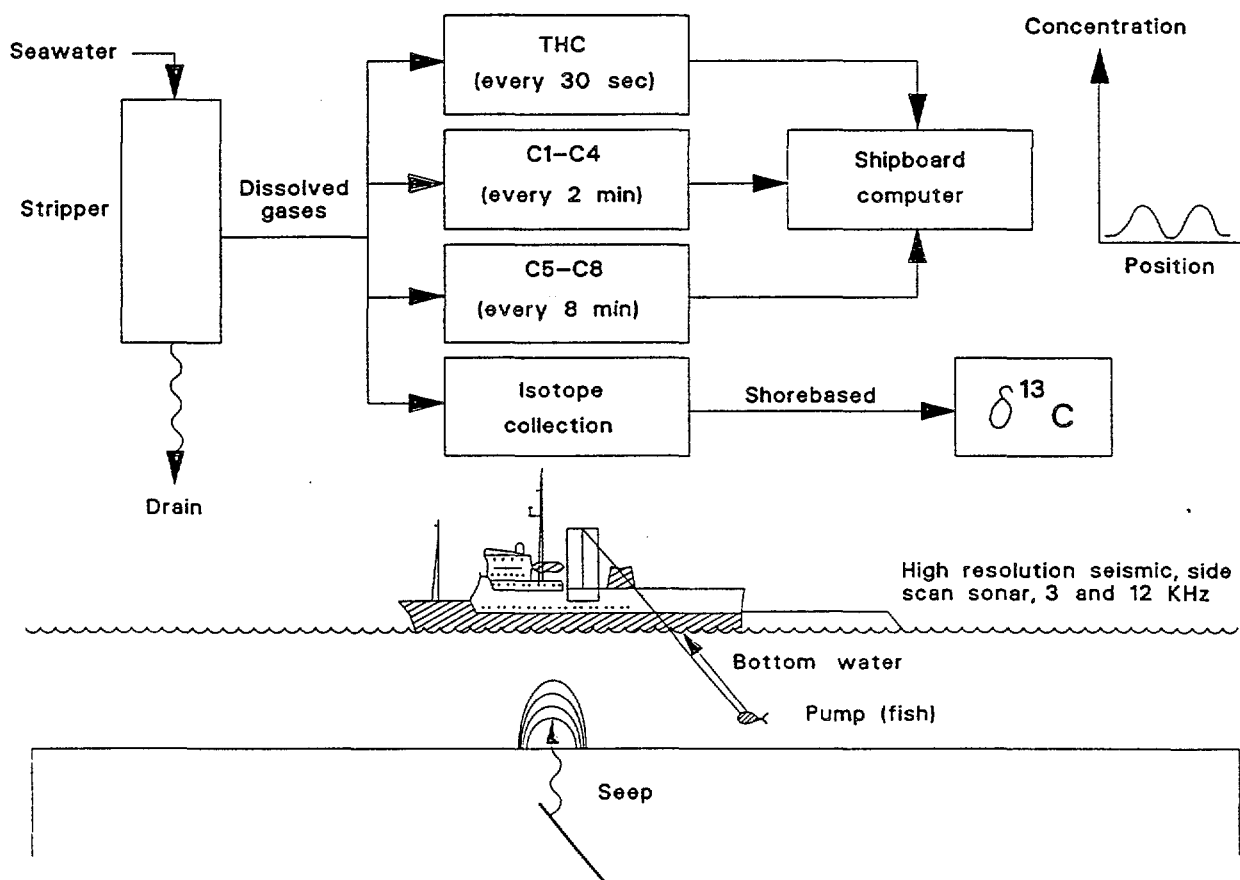 Seawater
Stripper
Drain
Dissolved
gases
THC
(every 30 sec)
C1-C4
(every 2 min)
C5-C8
(every 8 min)
Isotope
collection
Shipboard
computer
Shorebased
δ¹³C
Concentration
Position
High resolution seismic, side
scan sonar, 3 and 12 KHz
Bottom water
Pump (fish)
Seep